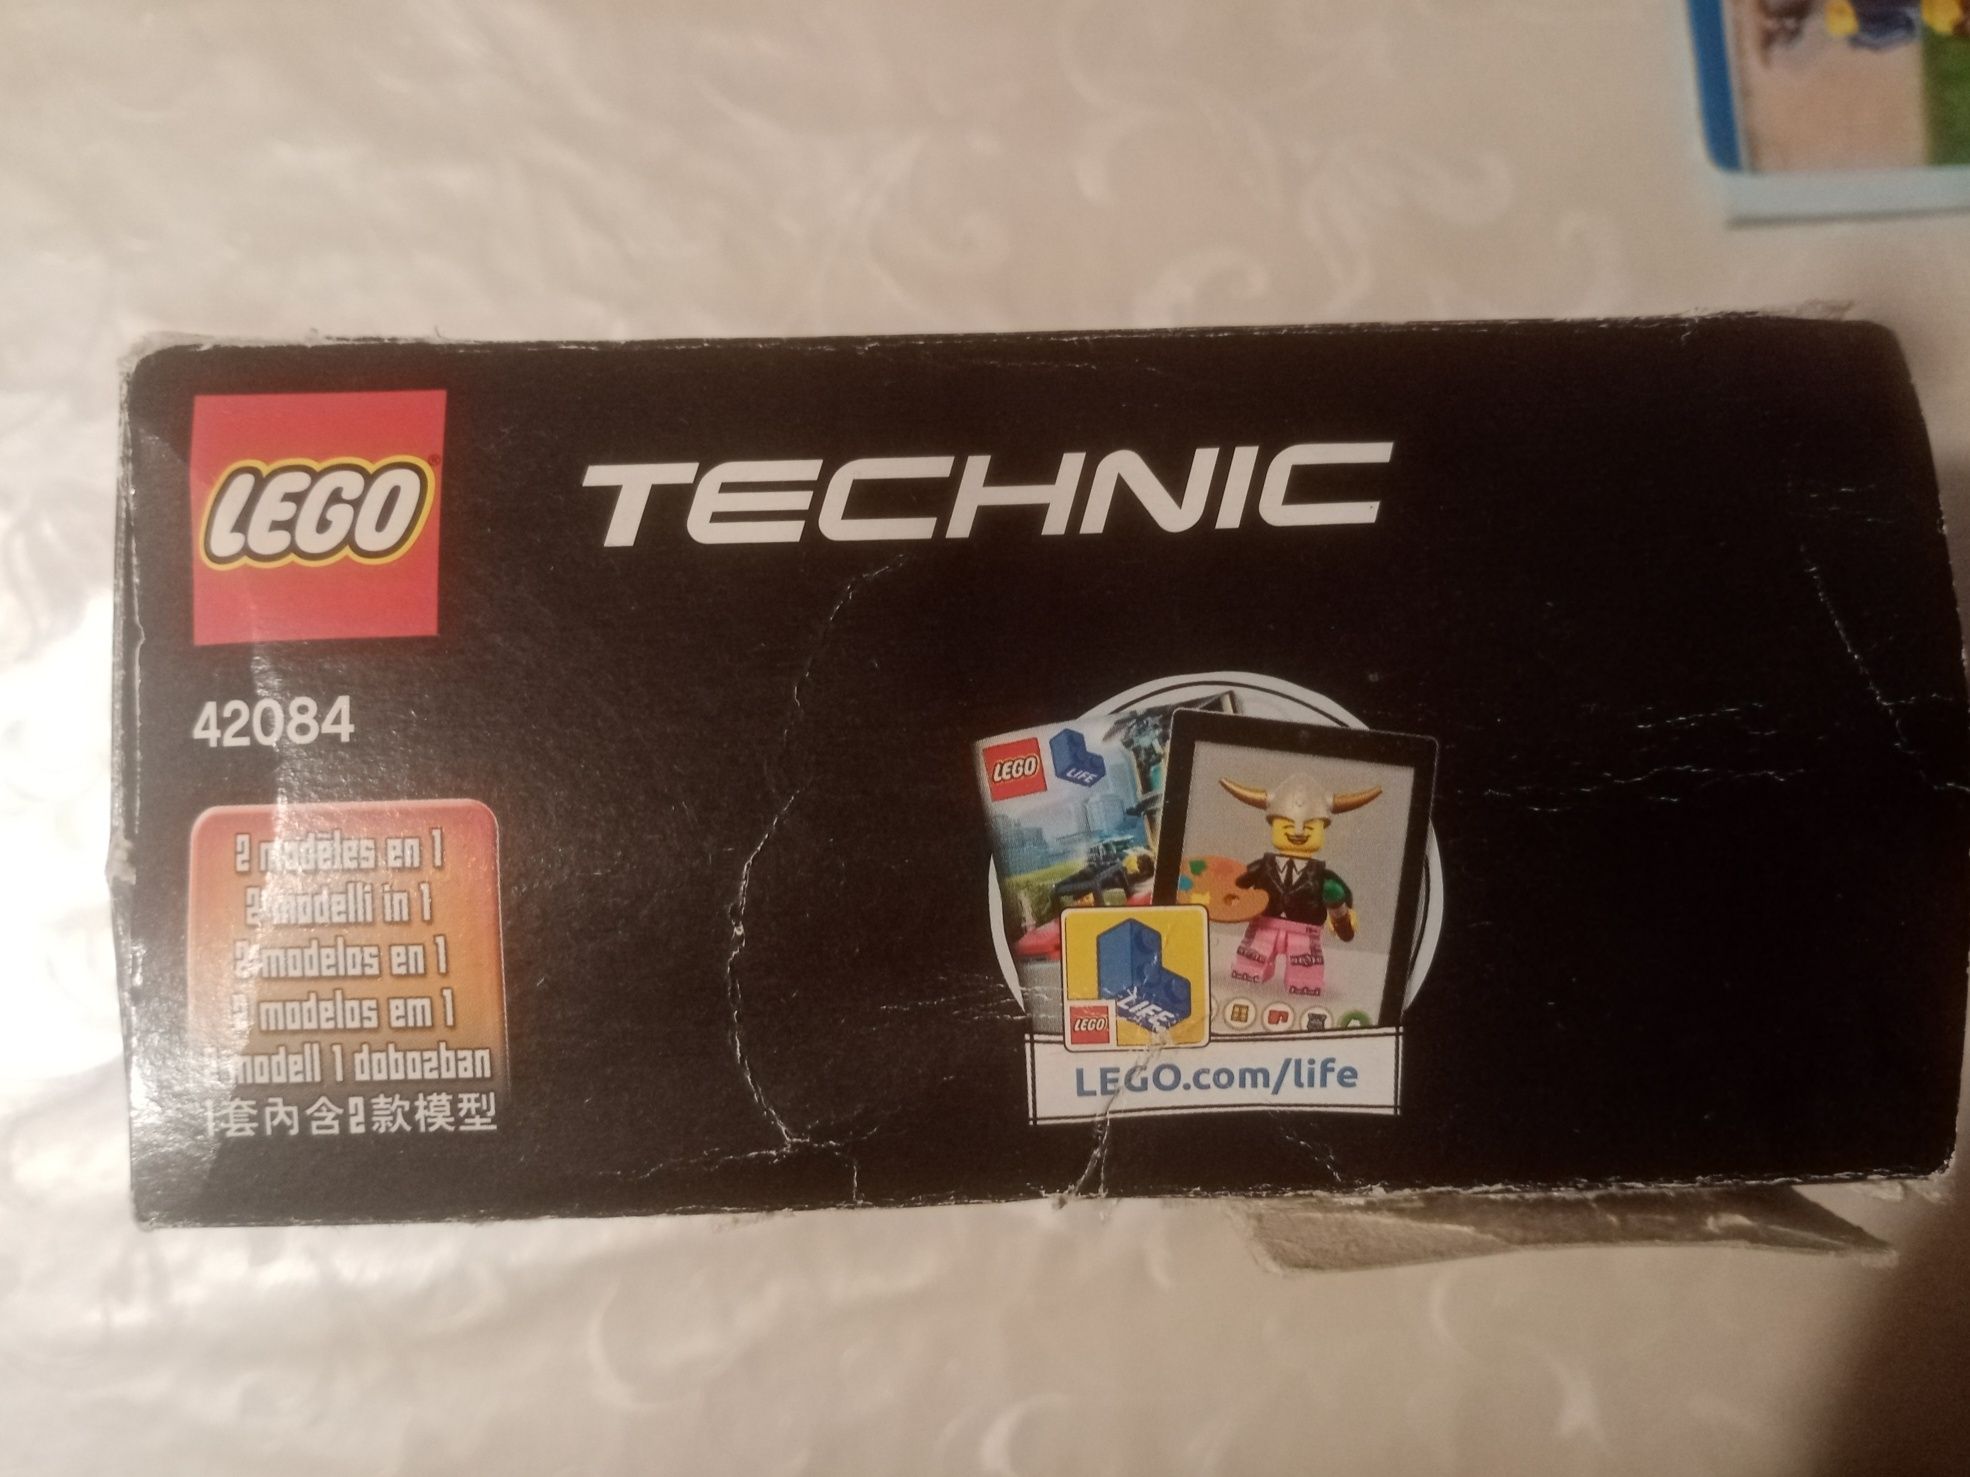 LEGO
TECHNIC
42084
2 modèles en 1
2 modelli in 1
2 modelos en 1
2 modelos em 1
modell 1 dobozban
1套內含2款模型
LEGO
LIFE
LIFE
LEGO
LEGO.com/life